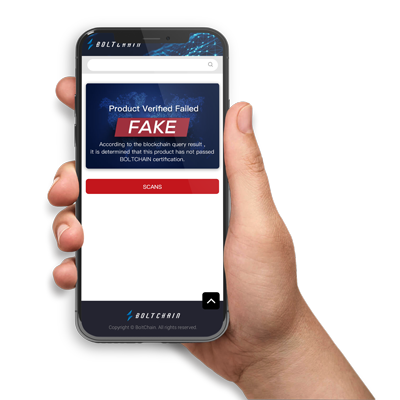 BOLTCHAIN
Product Verified Failed
FAKE
According to the blockchain query result ,
it is determined that this product has not passed
BOLTCHAIN certification.
SCANS
BOLTCHAIN
Copyright © BoltChain. All rights reserved.